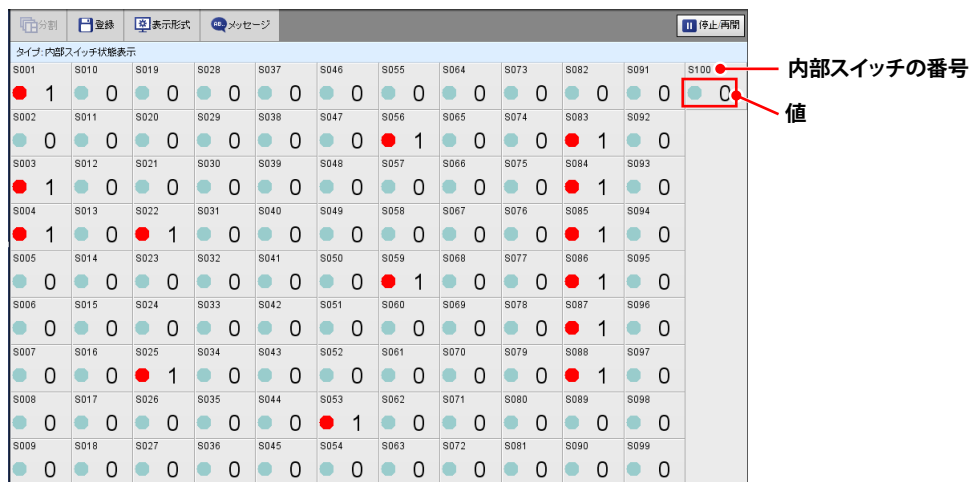 分割 登録 表示形式 メッセージ 停止/再開
タイプ:内部スイッチ状態表示
S001 S010 S019 S028 S037 S046 S055 S064 S073 S082 S091 S100 内部スイッチの番号
1 0 0 0 0 0 0 0 0 0 0 0 値
S002 S011 S020 S029 S038 S047 S056 S065 S074 S083 S092
0 0 0 0 0 0 1 0 0 1 0
S003 S012 S021 S030 S039 S048 S057 S066 S075 S084 S093
1 0 0 0 0 0 0 0 0 1 0
S004 S013 S022 S031 S040 S049 S058 S067 S076 S085 S094
1 0 1 0 0 0 0 0 0 1 0
S005 S014 S023 S032 S041 S050 S059 S068 S077 S086 S095
0 0 0 0 0 0 1 0 0 1 0
S006 S015 S024 S033 S042 S051 S060 S069 S078 S087 S096
0 0 0 0 0 0 0 0 0 1 0
S007 S016 S025 S034 S043 S052 S061 S070 S079 S088 S097
0 0 1 0 0 0 0 0 0 1 0
S008 S017 S026 S035 S044 S053 S062 S071 S080 S089 S098
0 0 0 0 0 1 0 0 0 0 0
S009 S018 S027 S036 S045 S054 S063 S072 S081 S090 S099
0 0 0 0 0 0 0 0 0 0 0